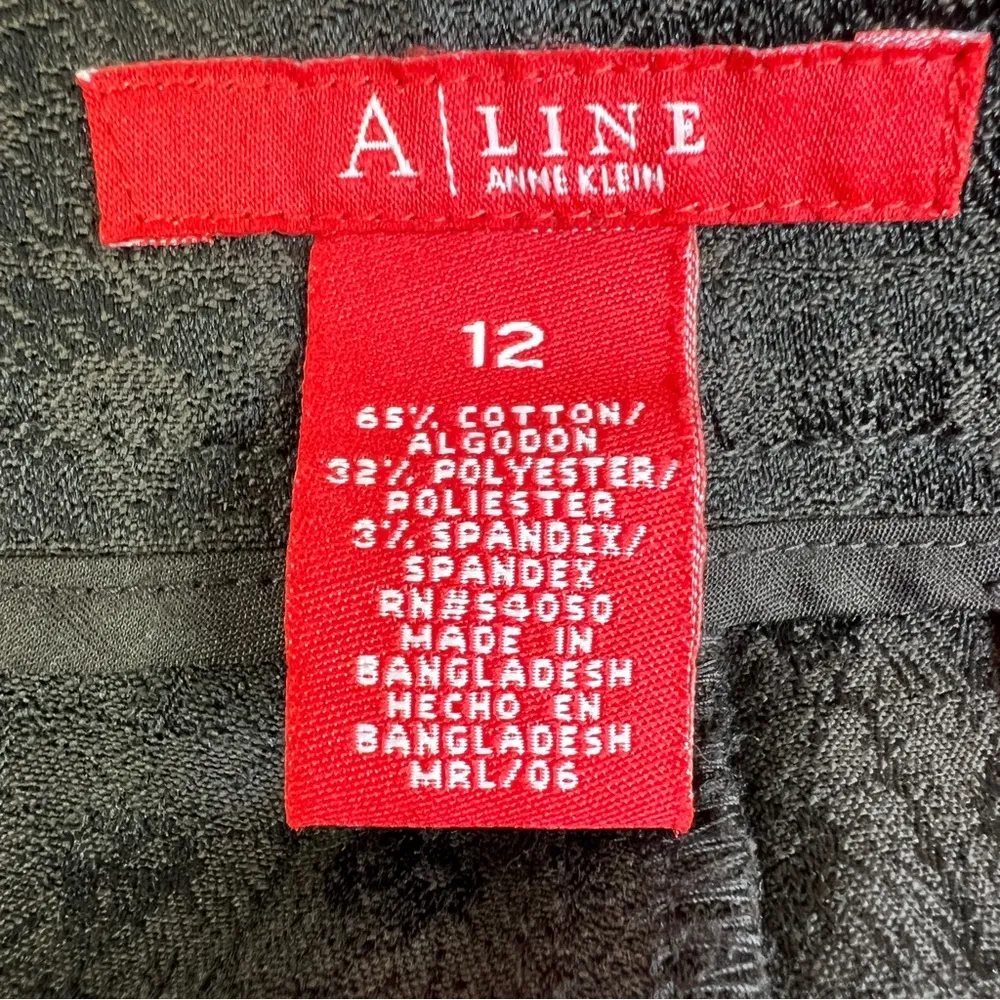 A | LINE
ANNE KLEIN
12
65% COTTON/
ALGODON
32% POLYESTER/
POLIESTER
3% SPANDEX/
SPANDEX
RN#54050
MADE IN
BANGLADESH
HECHO EN
BANGLADESH
MRL/06